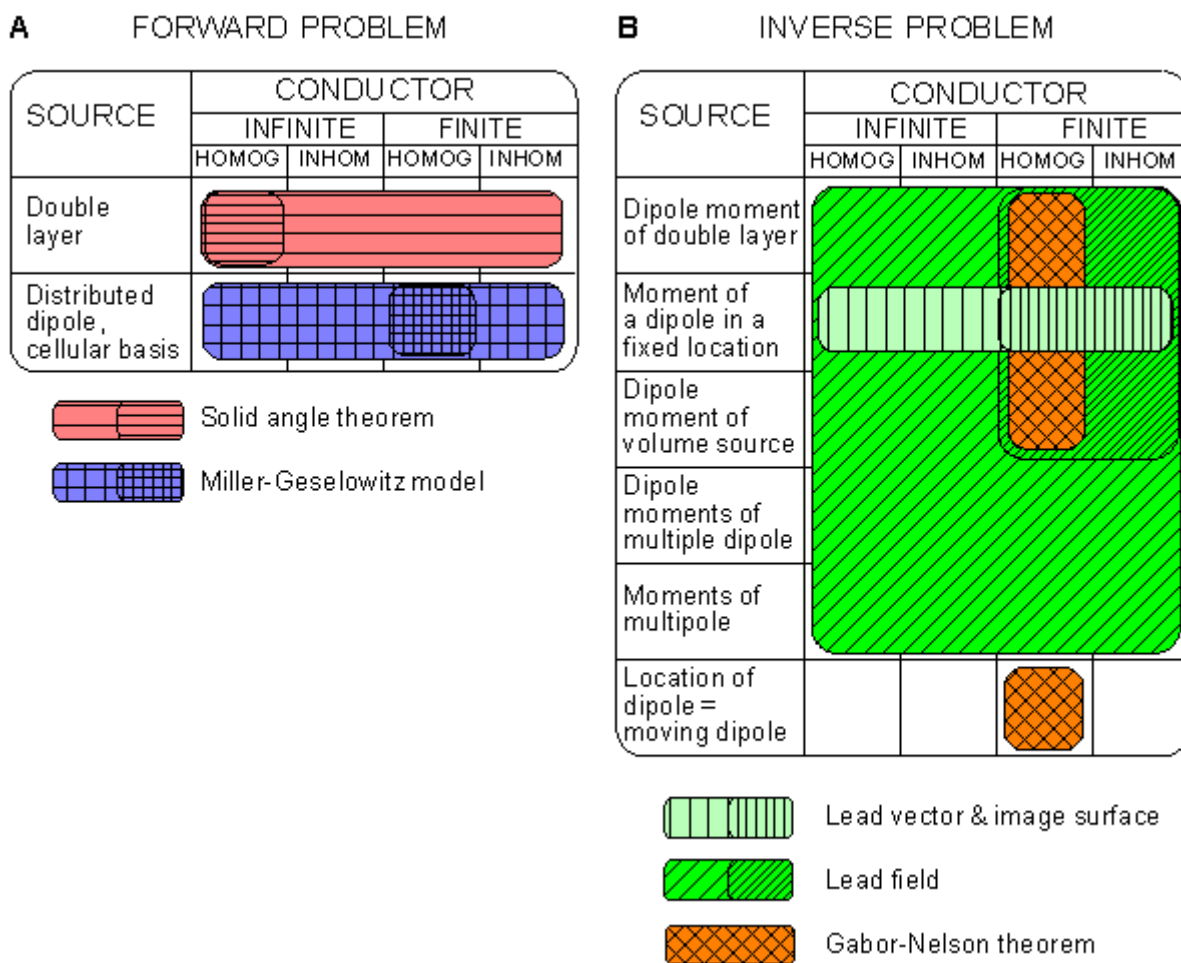 A FORWARD PROBLEM
SOURCE
CONDUCTOR
INFINITE FINITE
HOMOG INHOM HOMOG INHOM
Double
layer
Distributed
dipole,
cellular basis
Solid angle theorem
Miller-Geselowitz model
B INVERSE PROBLEM
SOURCE
CONDUCTOR
INFINITE FINITE
HOMOG INHOM HOMOG INHOM
Dipole moment
of double layer
Moment of
a dipole in a
fixed location
Dipole
moment of
volume source
Dipole
moments of
multiple dipole
Moments of
multipole
Location of
dipole =
moving dipole
Lead vector & image surface
Lead field
Gabor-Nelson theorem